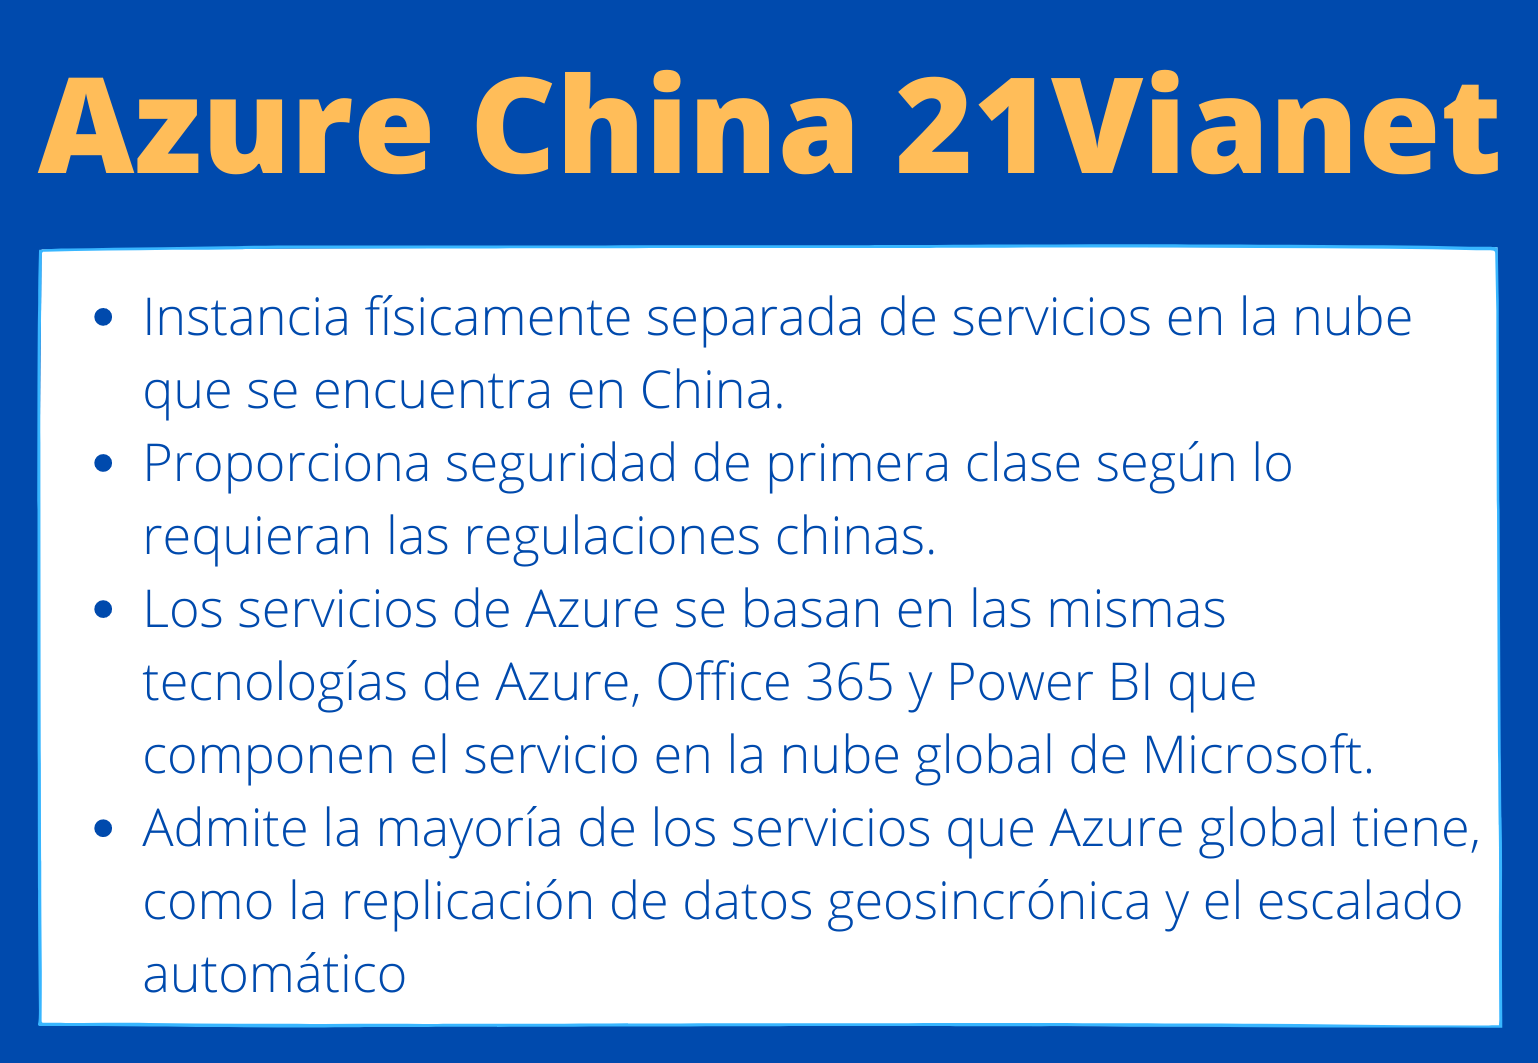 Azure China 21Vianet
• Instancia físicamente separada de servicios en la nube
que se encuentra en China.
• Proporciona seguridad de primera clase según lo
requieran las regulaciones chinas.
• Los servicios de Azure se basan en las mismas
tecnologías de Azure, Office 365 y Power BI que
componen el servicio en la nube global de Microsoft.
• Admite la mayoría de los servicios que Azure global tiene,
como la replicación de datos geosincrónica y el escalado
automático